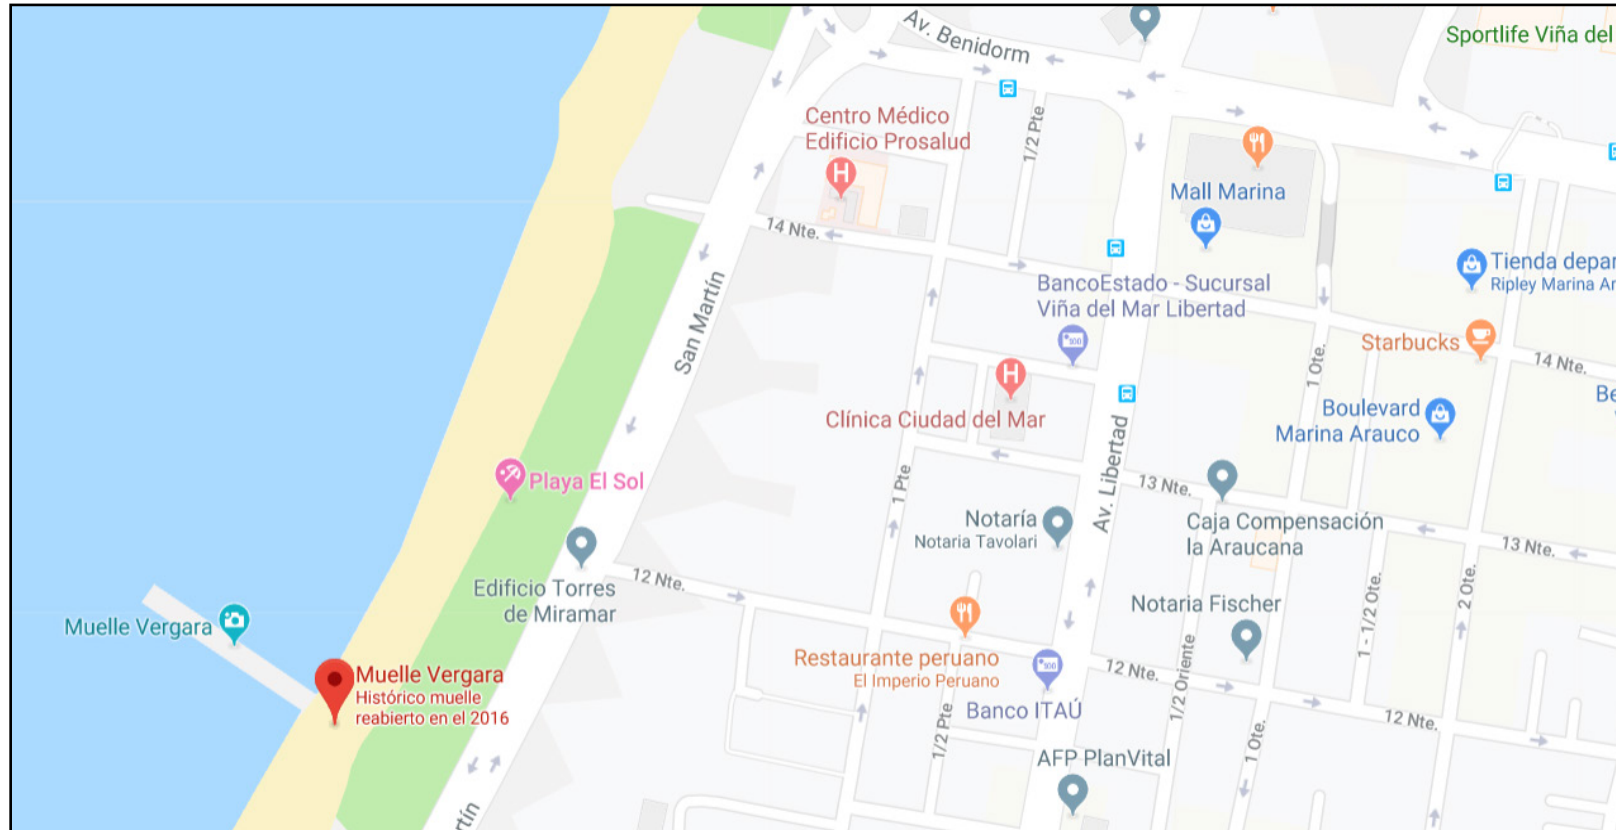 Av. Benidorm
Sportlife Viña del
Centro Médico
Edificio Prosalud
1/2 Pte
Mall Marina
14 Nte.
San Martín
BancoEstado - Sucursal
Viña del Mar Libertad
Tienda depar
Ripley Marina Ar
Starbucks
14 Nte.
1 Ote.
Be
Boulevard
Marina Arauco
Clínica Ciudad del Mar
Av. Libertad
1 Pte
Playa El Sol
13 Nte.
Notaría
Notaria Tavolari
Caja Compensación
la Araucana
13 Nte.
Edificio Torres
de Miramar
12 Nte.
1 - 1/2 Ote.
2 Ote.
Notaria Fischer
Muelle Vergara
Muelle Vergara
Histórico muelle
reabierto en el 2016
Restaurante peruano
El Imperio Peruano
12 Nte.
1/2 Oriente
Banco ITAÚ
1/2 Pte
1 Ote.
12 Nte.
AFP PlanVital
rtín